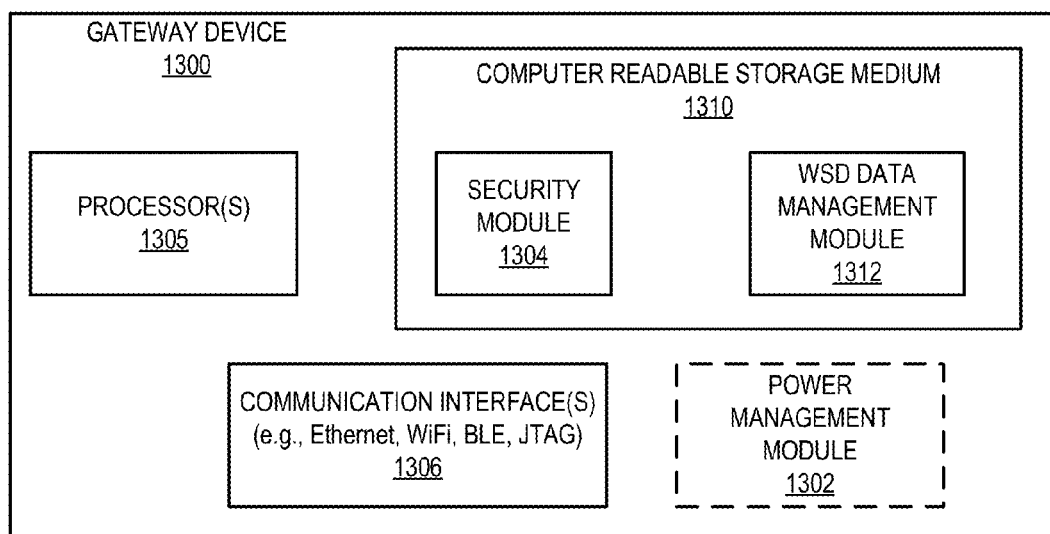 GATEWAY DEVICE
1300
COMPUTER READABLE STORAGE MEDIUM
1310
PROCESSOR(S)
1305
SECURITY
MODULE
1304
WSD DATA
MANAGEMENT
MODULE
1312
COMMUNICATION INTERFACE(S)
(e.g., Ethernet, WiFi, BLE, JTAG)
1306
POWER
MANAGEMENT
MODULE
1302